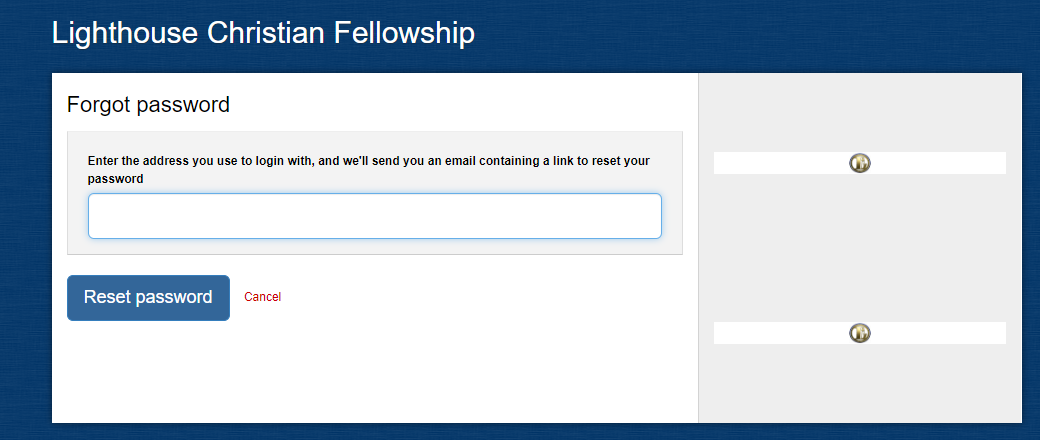 Lighthouse Christian Fellowship
Forgot password
Enter the address you use to login with, and we'll send you an email containing a link to reset your
password
Reset password
Cancel